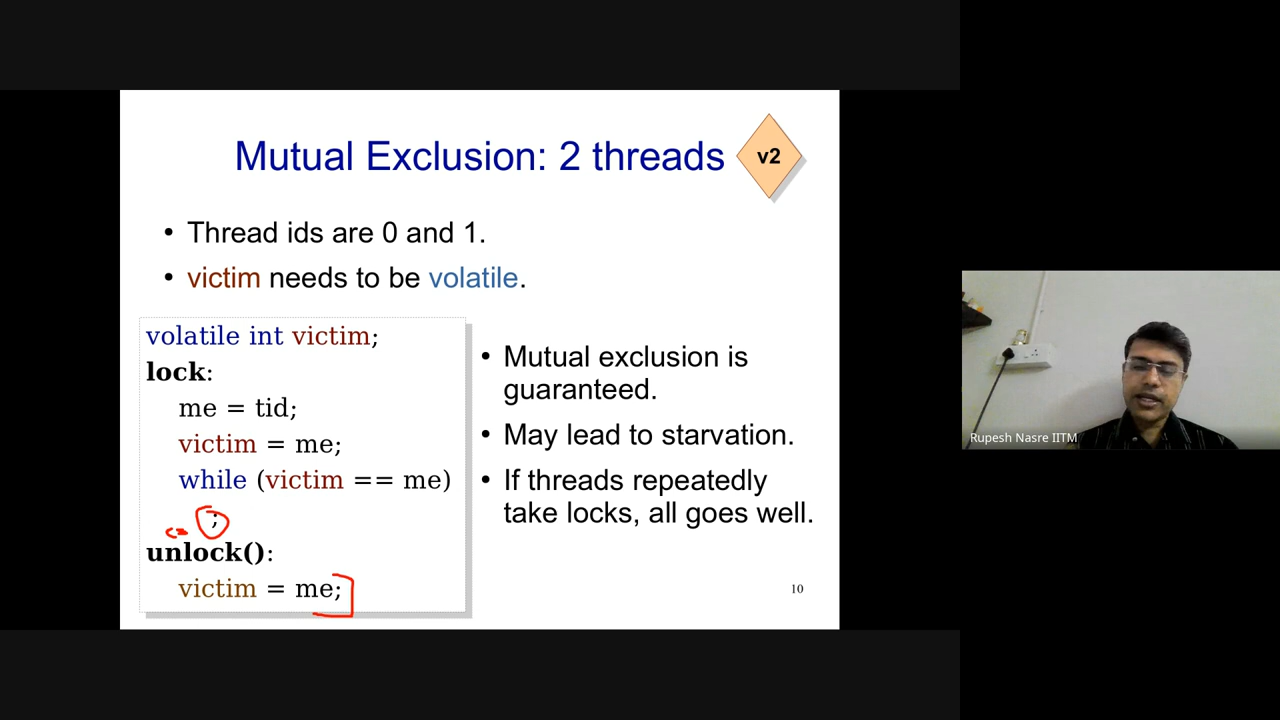 Mutual Exclusion: 2 threads
v2
• Thread ids are 0 and 1.
• victim needs to be volatile.
volatile int victim;
lock:
me = tid;
victim = me;
while (victim == me)
;
cs
unlock():
victim = me;
• Mutual exclusion is
guaranteed.
• May lead to starvation.
• If threads repeatedly
take locks, all goes well.
10
Rupesh Nasre IITM